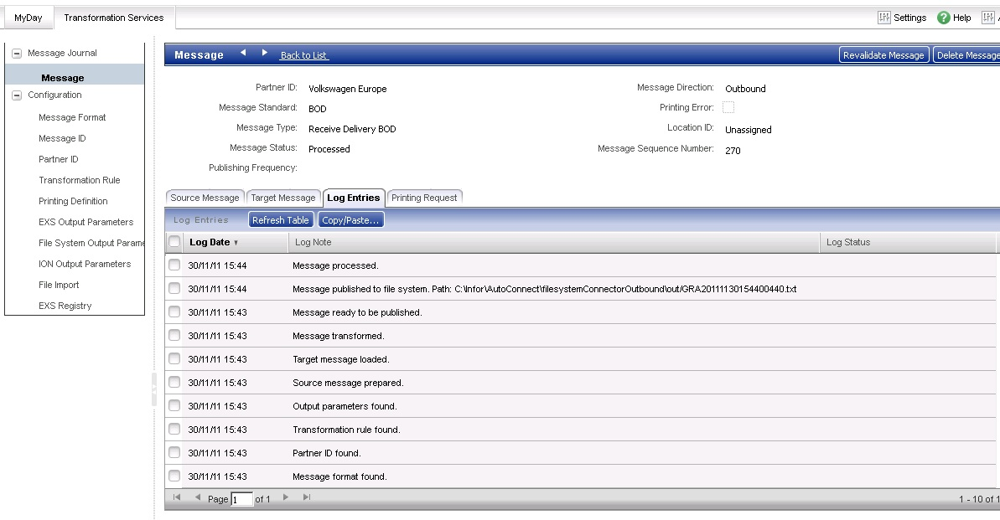 MyDay Transformation Services Settings Help
Message Journal
Message
Configuration
Message Format
Message ID
Partner ID
Transformation Rule
Printing Definition
EXS Output Parameters
File System Output Parame
ION Output Parameters
File Import
EXS Registry
Message Back to List Revalidate Message Delete Message
Partner ID: Volkswagen Europe Message Direction: Outbound
Message Standard: BOD Printing Error:
Message Type: Receive Delivery BOD Location ID: Unassigned
Message Status: Processed Message Sequence Number: 270
Publishing Frequency:
Source Message Target Message Log Entries Printing Request
Log Entries Refresh Table Copy/Paste...
Log Date Log Note Log Status
30/11/11 15:44 Message processed.
30/11/11 15:44 Message published to file system. Path: C:\Infor\AutoConnect\filesystemConnectorOutbound\out/GRA20111130154400440.txt
30/11/11 15:43 Message ready to be published.
30/11/11 15:43 Message transformed.
30/11/11 15:43 Target message loaded.
30/11/11 15:43 Source message prepared.
30/11/11 15:43 Output parameters found.
30/11/11 15:43 Transformation rule found.
30/11/11 15:43 Partner ID found.
30/11/11 15:43 Message format found.
Page 1 of 1 1 - 10 of 1